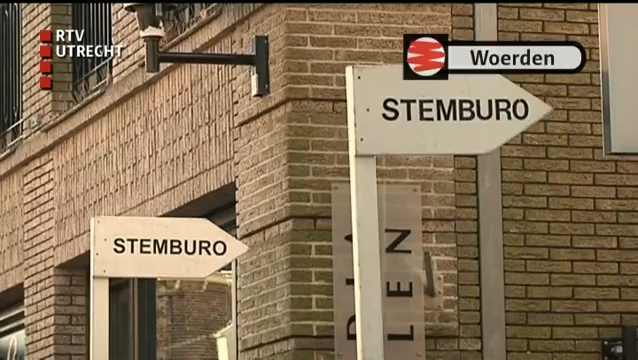 RTV
UTRECHT
Woerden
STEMBURO
STEMBURO
LEN